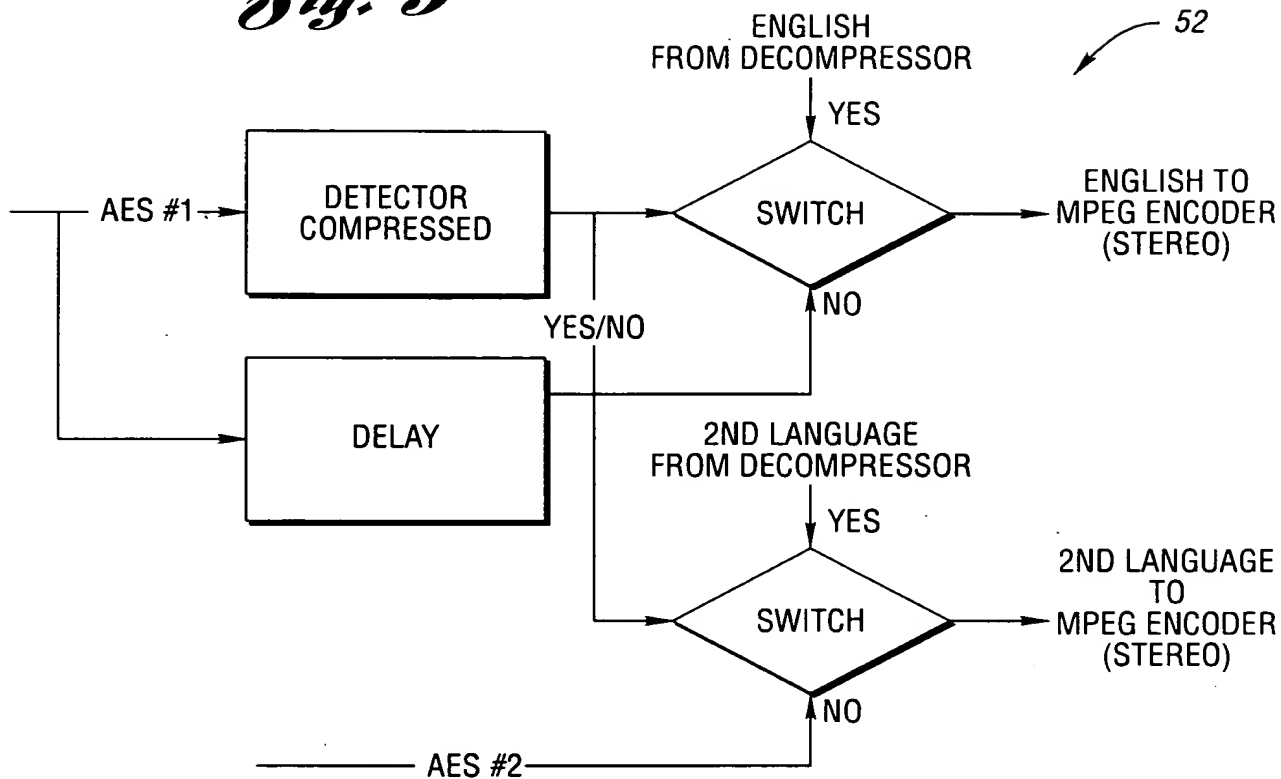 ENGLISH
FROM DECOMPRESSOR
52
YES
AES #1
DETECTOR
COMPRESSED
SWITCH
ENGLISH TO
MPEG ENCODER
(STEREO)
NO
YES/NO
DELAY
2ND LANGUAGE
FROM DECOMPRESSOR
YES
SWITCH
2ND LANGUAGE
TO
MPEG ENCODER
(STEREO)
NO
AES #2